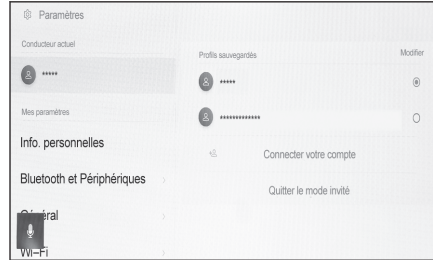 Paramètres
Conducteur actuel
*****
Mes paramètres
Info. personnelles
Bluetooth et Périphériques
Général
Wi-Fi
Profils sauvegardés
Modifier
*****
*************
Connecter votre compte
Quitter le mode invité